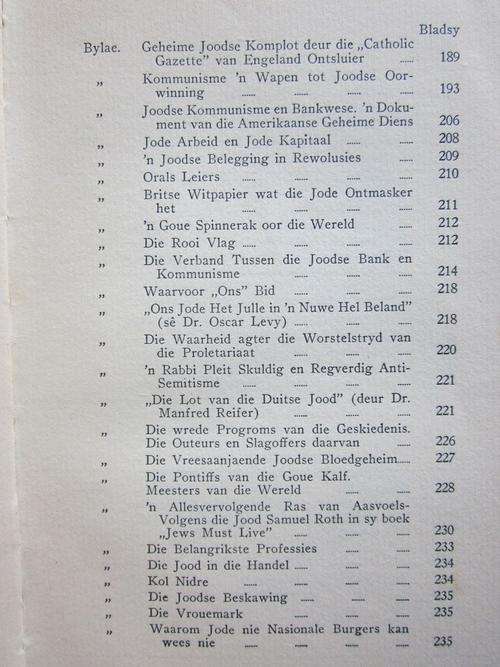 Bladsy
Bylae. Geheime Joodse Komplot deur die „Catholic
Gazette” van Engeland Ontsluier ...... 189
„ Kommunisme 'n Wapen tot Joodse Oor-
winning ...... ...... ...... ...... 193
„ Joodse Kommunisme en Bankwese. 'n Doku-
ment van die Amerikaanse Geheime Diens 206
„ Jode Arbeid en Jode Kapitaal ...... ...... 208
„ 'n Joodse Belegging in Rewolusies ...... 209
„ Orals Leiers ...... ...... ...... ...... 210
„ Britse Witpapier wat die Jode Ontmasker
het ...... ...... ...... ...... 211
„ 'n Goue Spinnerak oor die Wereld ...... 212
„ Die Rooi Vlag ...... ...... ...... ...... 212
„ Die Verband Tussen die Joodse Bank en
Kommunisme ...... ...... ...... 214
„ Waarvoor „Ons” Bid ...... ...... ...... 218
„ „Ons Jode Het Julle in 'n Nuwe Hel Beland”
(sê Dr. Oscar Levy) ...... ...... ...... 218
„ Die Waarheid agter die Worstelstryd van
die Proletariaat ...... ...... ...... 220
„ 'n Rabbi Pleit Skuldig en Regverdig Anti-
Semitisme ...... ...... ...... ...... 221
„ „Die Lot van die Duitse Jood” (deur Dr.
Manfred Reifer) ...... ...... ...... 221
„ Die wrede Progroms van die Geskiedenis.
Die Outeurs en Slagoffers daarvan ...... 226
„ Die Vreesaanjaende Joodse Bloedgeheim...... 227
„ Die Pontiffs van die Goue Kalf.
Meesters van die Wereld ...... ...... 228
„ 'n Allesvervolgende Ras van Aasvoels-
Volgens die Jood Samuel Roth in sy boek
„Jews Must Live” ...... ...... ...... 230
„ Die Belangrikste Professies ...... ...... 233
„ Die Jood in die Handel ...... ...... ...... 234
„ Kol Nidre ...... ...... ...... ...... 234
„ Die Joodse Beskawing ...... ...... ...... 235
„ Die Vrouemark ...... ...... ...... ...... 235
„ Waarom Jode nie Nasionale Burgers kan
wees nie ...... ...... ...... ...... 235